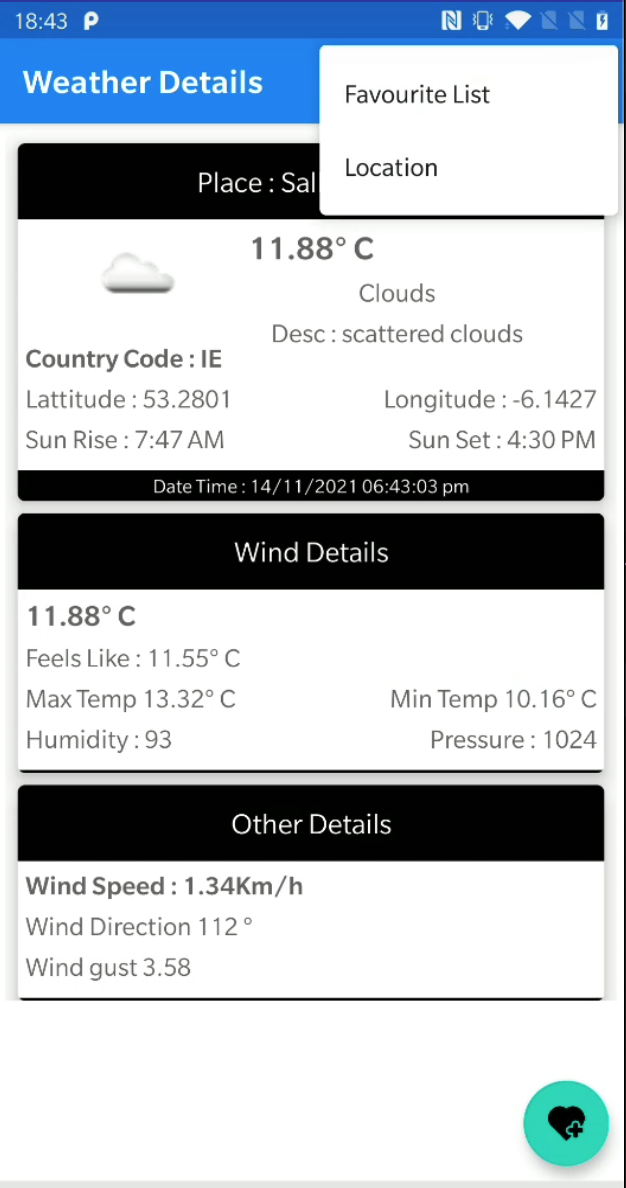 18:43
Weather Details
Favourite List
Location
Place : Sal
11.88° C
Clouds
Desc : scattered clouds
Country Code : IE
Lattitude : 53.2801 Longitude : -6.1427
Sun Rise : 7:47 AM Sun Set : 4:30 PM
Date Time : 14/11/2021 06:43:03 pm
Wind Details
11.88° C
Feels Like : 11.55° C
Max Temp 13.32° C Min Temp 10.16° C
Humidity : 93 Pressure : 1024
Other Details
Wind Speed : 1.34Km/h
Wind Direction 112 °
Wind gust 3.58